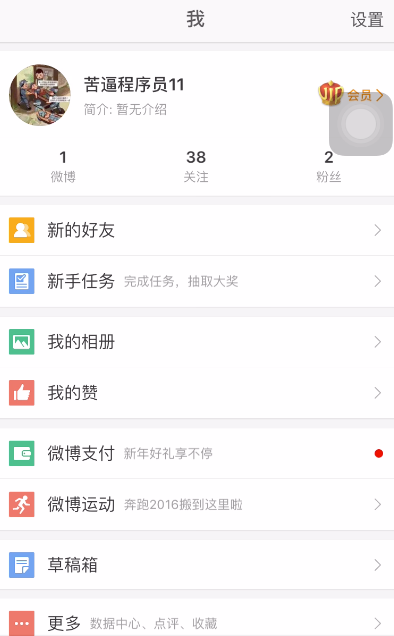 我
设置
苦逼程序员11
会员
简介: 暂无介绍
1
38
2
微博
关注
粉丝
新的好友
新手任务 完成任务，抽取大奖
我的相册
我的赞
微博支付 新年好礼享不停
微博运动 奔跑2016搬到这里啦
草稿箱
更多 数据中心、点评、收藏